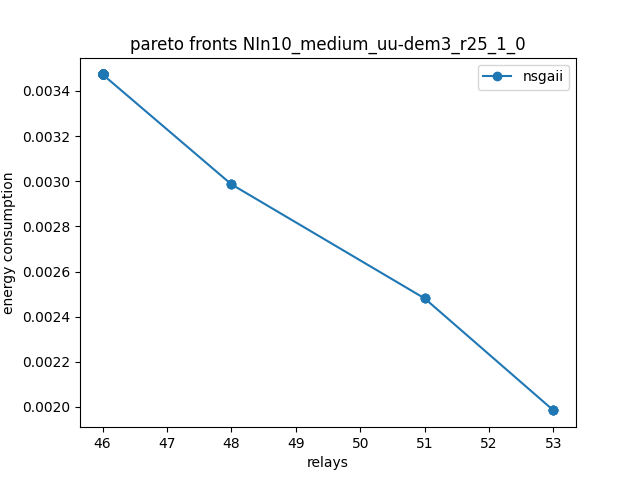 pareto fronts NIn10_medium_uu-dem3_r25_1_0
nsgaii
0.0034
0.0032
0.0030
0.0028
0.0026
0.0024
0.0022
0.0020
energy consumption
46 47 48 49 50 51 52 53
relays